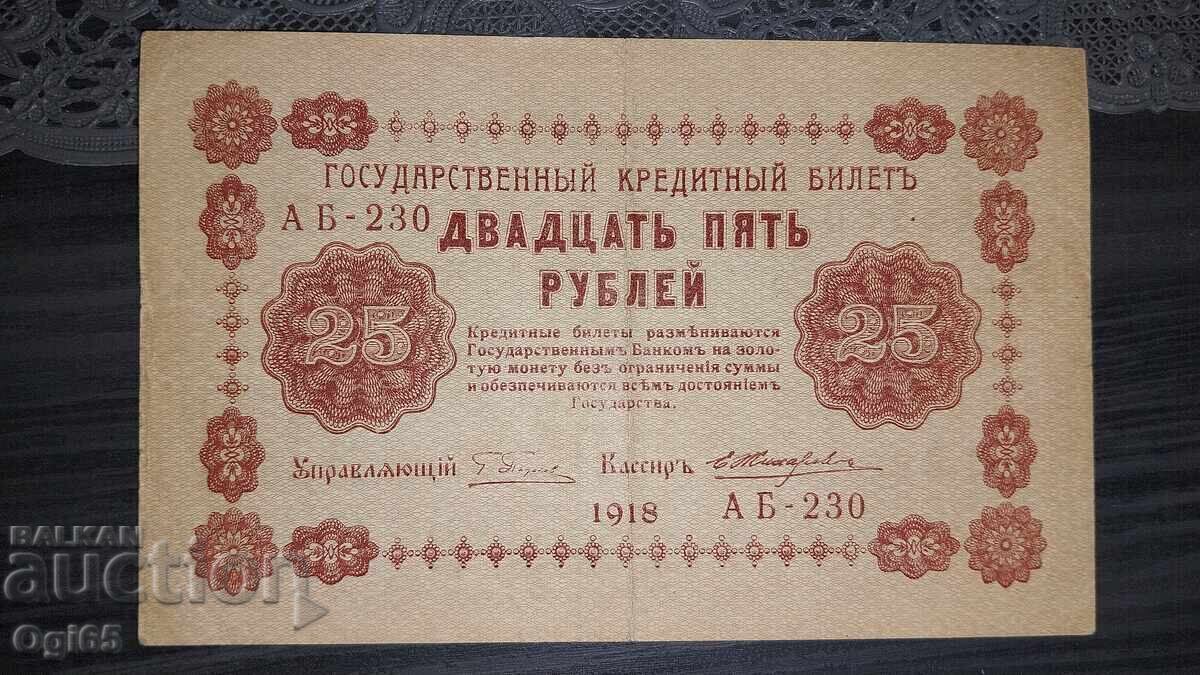 ГОСУДАРСТВЕННЫЙ КРЕДИТНЫЙ БИЛЕТЪ
АБ-230
ДВАДЦАТЬ ПЯТЬ
РУБЛЕЙ
25
25
Кредитные билеты размѣниваются
Государственнымъ Банкомъ на золо-
тую монету безъ ограниченія суммы
и обезпечиваются всѣмъ достояніемъ
Государства.
Управляющій
Кассиръ
1918
АБ-230
BALKAN
auction
Ogi65